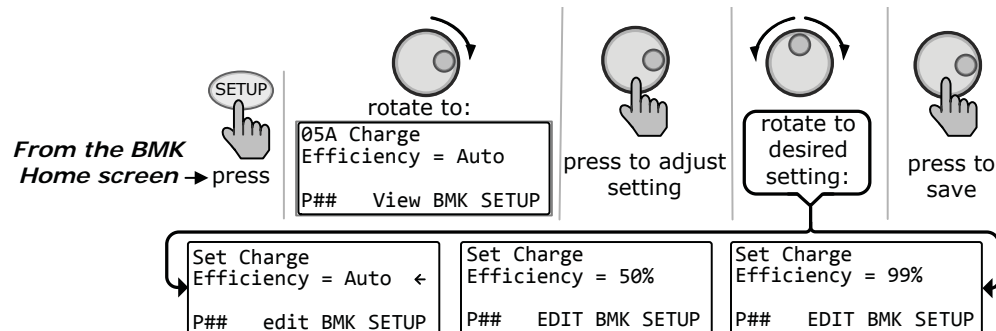 From the BMK
Home screen → press
SETUP
rotate to:
05A Charge
Efficiency = Auto
P## View BMK SETUP
press to adjust
setting
rotate to
desired
setting:
press to
save
Set Charge
Efficiency = Auto ←
P## edit BMK SETUP
Set Charge
Efficiency = 50%
P## EDIT BMK SETUP
Set Charge
Efficiency = 99%
P## EDIT BMK SETUP